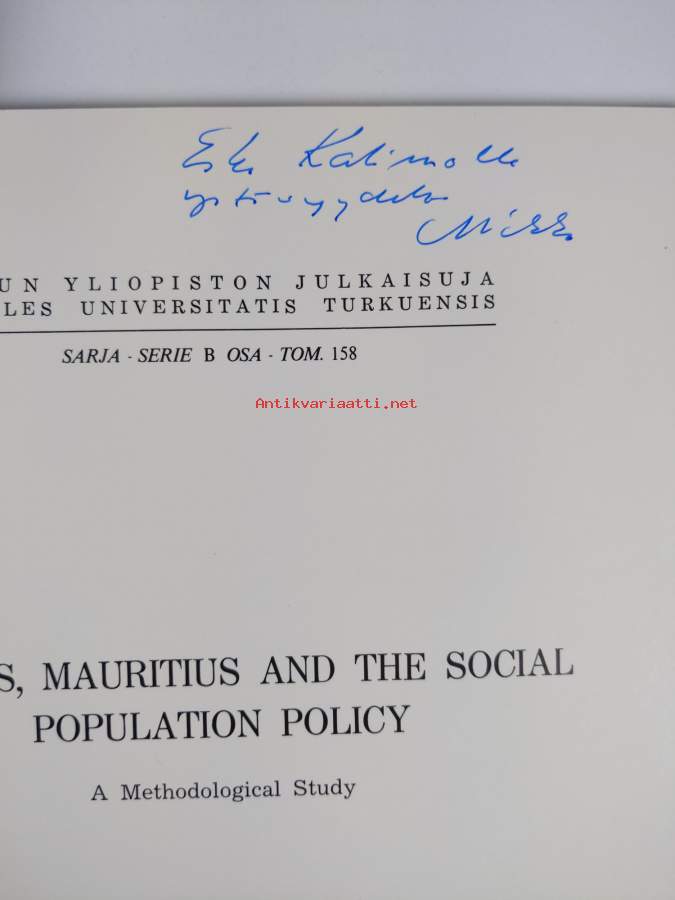 Esko Kalimolle
ystävyydellä
Mikko
UN YLIOPISTON JULKAISUJA
LES UNIVERSITATIS TURKUENSIS
SARJA - SERIE B OSA - TOM. 158
Antikvariaatti.net
S, MAURITIUS AND THE SOCIAL
POPULATION POLICY
A Methodological Study